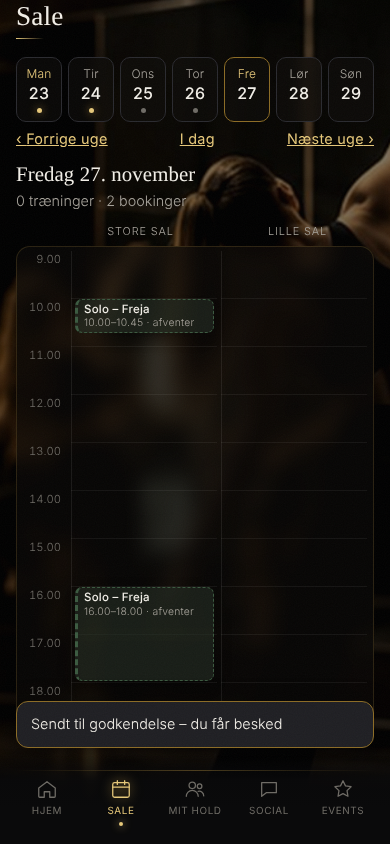 Sale
Man Tir Ons Tor Fre Lør Søn
23 24 25 26 27 28 29
‹ Forrige uge I dag Næste uge ›
Fredag 27. november
0 træninger · 2 bookinger
STORE SAL LILLE SAL
9.00
10.00
Solo – Freja
10.00–10.45 · afventer
11.00
12.00
13.00
14.00
15.00
16.00
Solo – Freja
16.00–18.00 · afventer
17.00
18.00
Sendt til godkendelse – du får besked
HJEM SALE MIT HOLD SOCIAL EVENTS